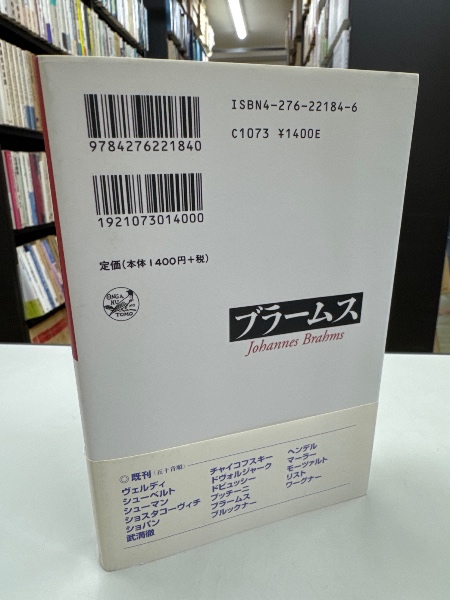 ISBN4-276-22184-6
C1073 ¥1400E
9784276221840
1921073014000
定価(本体1400円+税)
ONGAKU
NO
TOMO
ブラームス
Johannes Brahms
◎既刊(五十音順)
ヴェルディ
シューベルト
シューマン
ショスタコーヴィチ
ショパン
武満徹
チャイコフスキー
ドヴォルジャーク
ドビュッシー
プッチーニ
ブラームス
ブルックナー
ヘンデル
マーラー
モーツァルト
リスト
ワーグナー